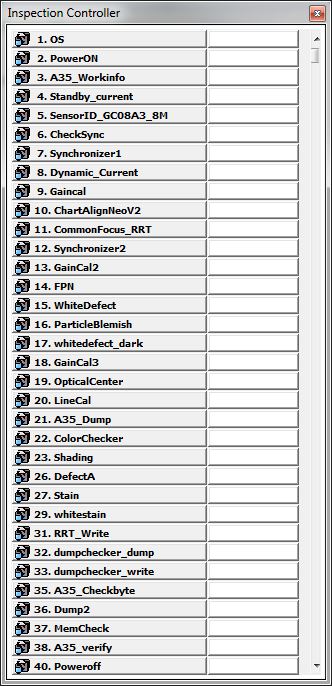 Inspection Controller
1. OS
2. PowerON
3. A35_Workinfo
4. Standby_current
5. SensorID_GC08A3_8M
6. CheckSync
7. Synchronizer1
8. Dynamic_Current
9. Gaincal
10. ChartAlignNeoV2
11. CommonFocus_RRT
12. Synchronizer2
13. GainCal2
14. FPN
15. WhiteDefect
16. ParticleBlemish
17. whitedefect_dark
18. GainCal3
19. OpticalCenter
20. LineCal
21. A35_Dump
22. ColorChecker
23. Shading
26. DefectA
27. Stain
29. whitestain
31. RRT_Write
32. dumpchecker_dump
33. dumpchecker_write
35. A35_Checkbyte
36. Dump2
37. MemCheck
38. A35_verify
40. Poweroff